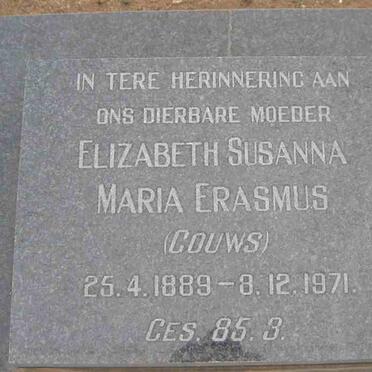 IN TERE HERINNERING AAN
ONS DIERBARE MOEDER
ELIZABETH SUSANNA
MARIA ERASMUS
(GOUWS)
25.4.1889 – 8.12.1971.
GES. 85.3.